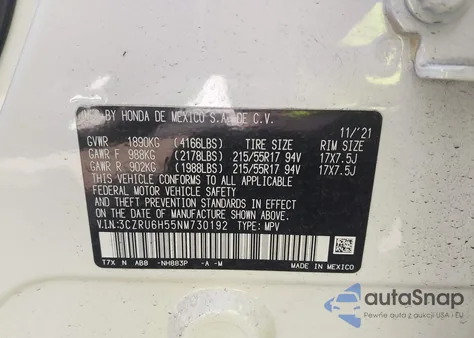 MFD BY HONDA DE MEXICO S.A. DE C.V. 11/'21
GVWR 1890KG (4166LBS) TIRE SIZE RIM SIZE
GAWR F 988KG (2178LBS) 215/55R17 94V 17X7.5J
GAWR R 902KG (1988LBS) 215/55R17 94V 17X7.5J
THIS VEHICLE CONFORMS TO ALL APPLICABLE
FEDERAL MOTOR VEHICLE SAFETY
AND THEFT PREVENTION STANDARDS IN EFFECT ON
THE DATE OF MANUFACTURE SHOWN ABOVE.
V.I.N:3CZRU6H55NM730192 TYPE: MPV
T7X N AB8 -NH883P -A -M
MADE IN MEXICO
autoSnap
Pewne auta z USA i EU